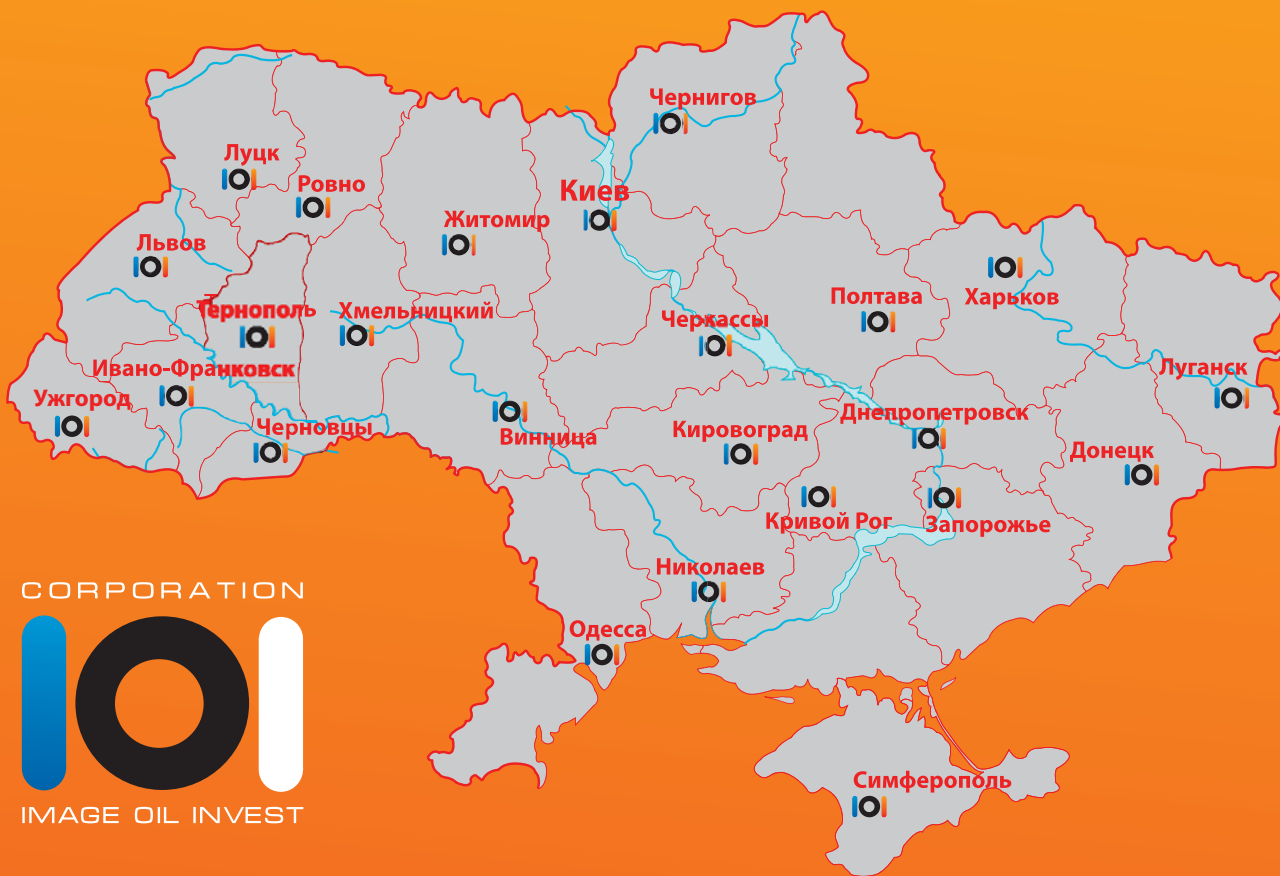 Чернигов
Луцк
Ровно
Киев
Житомир
Львов
Полтава
Харьков
Тернополь
Хмельницкий
Черкассы
Ивано-Франковск
Луганск
Ужгород
Днепропетровск
Черновцы
Винница
Кировоград
Донецк
Кривой Рог
Запорожье
Николаев
CORPORATION
IOI
Одесса
Симферополь
IMAGE OIL INVEST